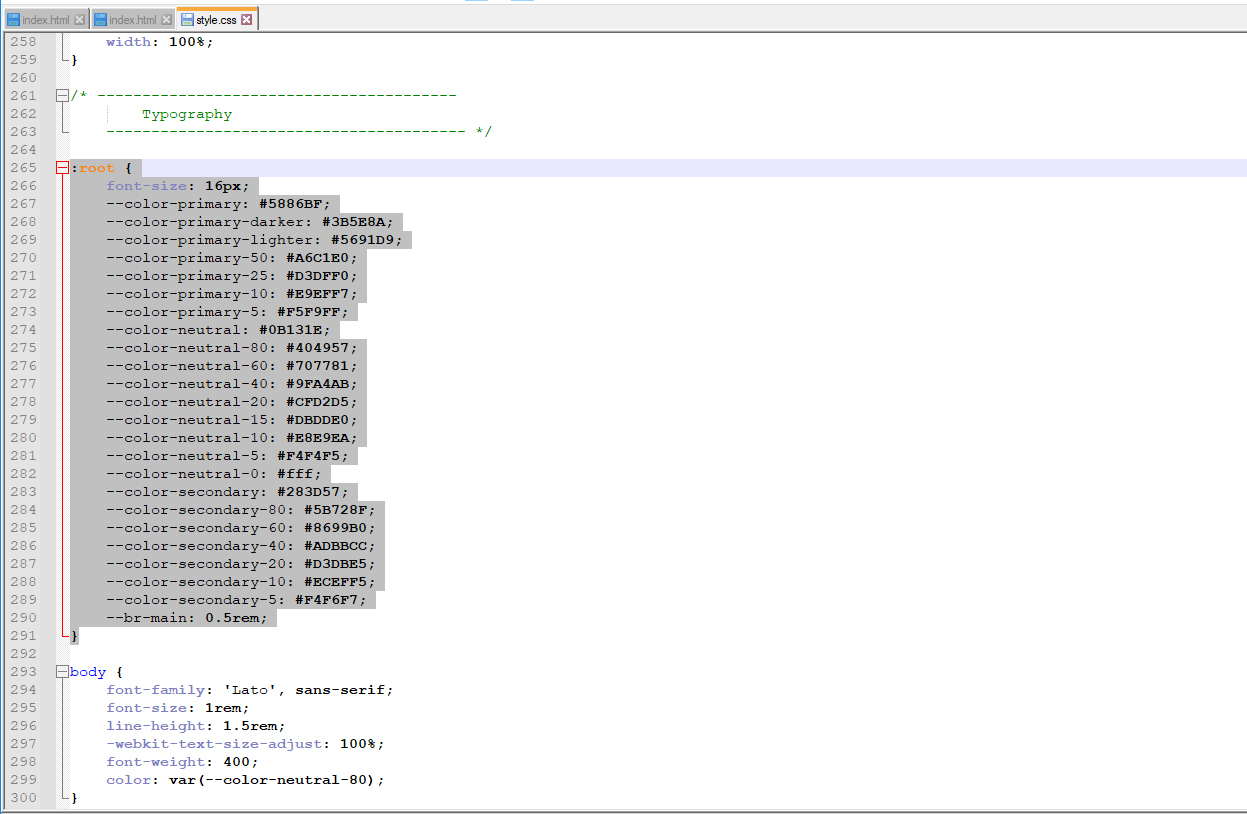 index.html index.html style.css
258 width: 100%;
259 }
260
261 /* ----------------------------------------
262 Typography
263 ---------------------------------------- */
264
265 :root {
266 font-size: 16px;
267 --color-primary: #5886BF;
268 --color-primary-darker: #3B5E8A;
269 --color-primary-lighter: #5691D9;
270 --color-primary-50: #A6C1E0;
271 --color-primary-25: #D3DFF0;
272 --color-primary-10: #E9EFF7;
273 --color-primary-5: #F5F9FF;
274 --color-neutral: #0B131E;
275 --color-neutral-80: #404957;
276 --color-neutral-60: #707781;
277 --color-neutral-40: #9FA4AB;
278 --color-neutral-20: #CFD2D5;
279 --color-neutral-15: #DBDDE0;
280 --color-neutral-10: #E8E9EA;
281 --color-neutral-5: #F4F4F5;
282 --color-neutral-0: #fff;
283 --color-secondary: #283D57;
284 --color-secondary-80: #5B728F;
285 --color-secondary-60: #8699B0;
286 --color-secondary-40: #ADBBCC;
287 --color-secondary-20: #D3DBE5;
288 --color-secondary-10: #ECEFF5;
289 --color-secondary-5: #F4F6F7;
290 --br-main: 0.5rem;
291 }
292
293 body {
294 font-family: 'Lato', sans-serif;
295 font-size: 1rem;
296 line-height: 1.5rem;
297 -webkit-text-size-adjust: 100%;
298 font-weight: 400;
299 color: var(--color-neutral-80);
300 }